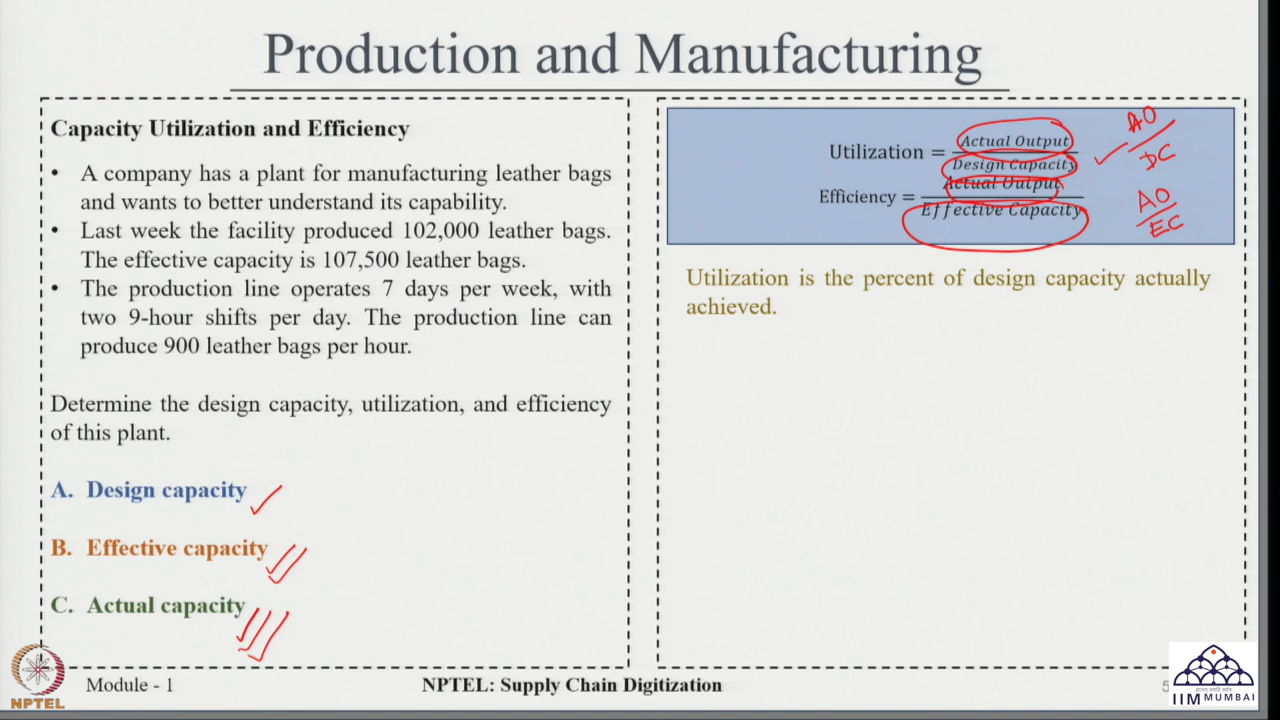 Production and Manufacturing
Capacity Utilization and Efficiency
• A company has a plant for manufacturing leather bags
and wants to better understand its capability.
• Last week the facility produced 102,000 leather bags.
The effective capacity is 107,500 leather bags.
• The production line operates 7 days per week, with
two 9-hour shifts per day. The production line can
produce 900 leather bags per hour.
Determine the design capacity, utilization, and efficiency
of this plant.
A. Design capacity
B. Effective capacity
C. Actual capacity
Utilization = Actual Output / Design Capacity
Efficiency = Actual Output / Effective Capacity
AO
DC
AO
EC
Utilization is the percent of design capacity actually
achieved.
NPTEL
Module - 1
NPTEL: Supply Chain Digitization
5
IIM MUMBAI